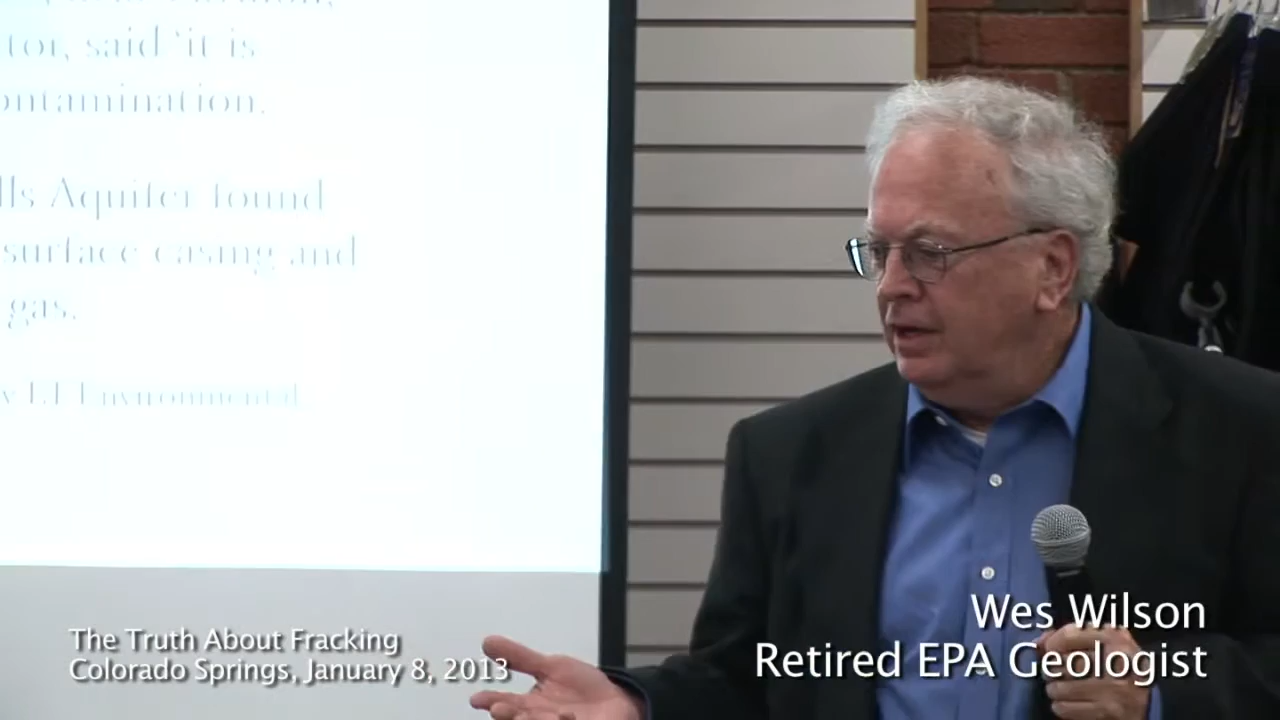 tor, said 'it is
ontamination.
lls Aquifer found
surface casing and
gas.
Environmental
The Truth About Fracking
Colorado Springs, January 8, 2013
Wes Wilson
Retired EPA Geologist